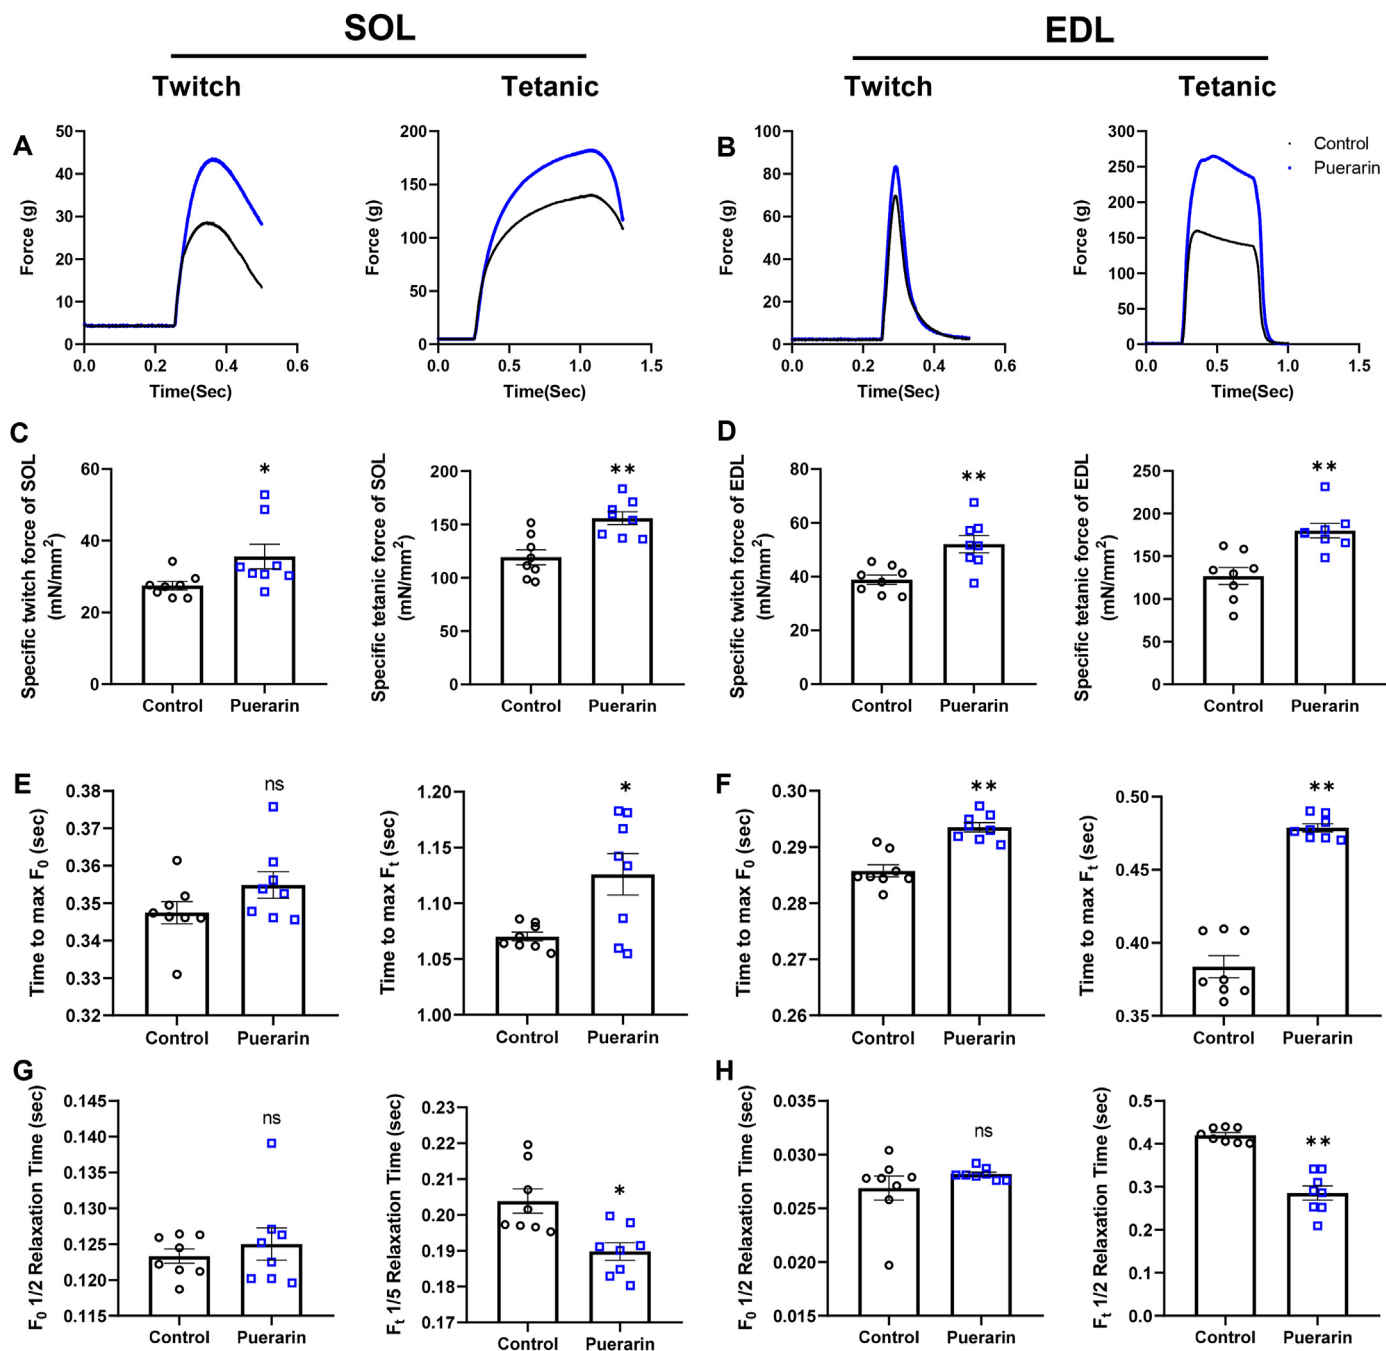 SOL
EDL
Twitch
Tetanic
Twitch
Tetanic
A
Force (g)
50
40
30
20
10
0
0.0
0.2
0.4
0.6
Time(Sec)
Force (g)
200
150
100
50
0
0.0
0.5
1.0
1.5
Time(Sec)
B
Force (g)
100
80
60
40
20
0
0.0
0.2
0.4
0.6
Time(Sec)
Force (g)
300
250
200
150
100
50
0
0.0
0.5
1.0
1.5
Time(Sec)
Control
Puerarin
C
Specific twitch force of SOL
(mN/mm²)
60
40
20
0
*
Control
Puerarin
Specific tetanic force of SOL
(mN/mm²)
200
150
100
50
0
**
Control
Puerarin
D
Specific twitch force of EDL
(mN/mm²)
80
60
40
20
0
**
Control
Puerarin
Specific tetanic force of EDL
(mN/mm²)
250
200
150
100
50
0
**
Control
Puerarin
E
Time to max F₀ (sec)
0.38
0.37
0.36
0.35
0.34
0.33
0.32
ns
Control
Puerarin
Time to max Fₜ (sec)
1.20
1.15
1.10
1.05
1.00
*
Control
Puerarin
F
Time to max F₀ (sec)
0.30
0.29
0.28
0.27
0.26
**
Control
Puerarin
Time to max Fₜ (sec)
0.50
0.45
0.40
0.35
**
Control
Puerarin
G
F₀ 1/2 Relaxation Time (sec)
0.145
0.140
0.135
0.130
0.125
0.120
0.115
ns
Control
Puerarin
Fₜ 1/5 Relaxation Time (sec)
0.23
0.22
0.21
0.20
0.19
0.18
0.17
*
Control
Puerarin
H
F₀ 1/2 Relaxation Time (sec)
0.035
0.030
0.025
0.020
0.015
ns
Control
Puerarin
Fₜ 1/2 Relaxation Time (sec)
0.5
0.4
0.3
0.2
0.1
0.0
**
Control
Puerarin